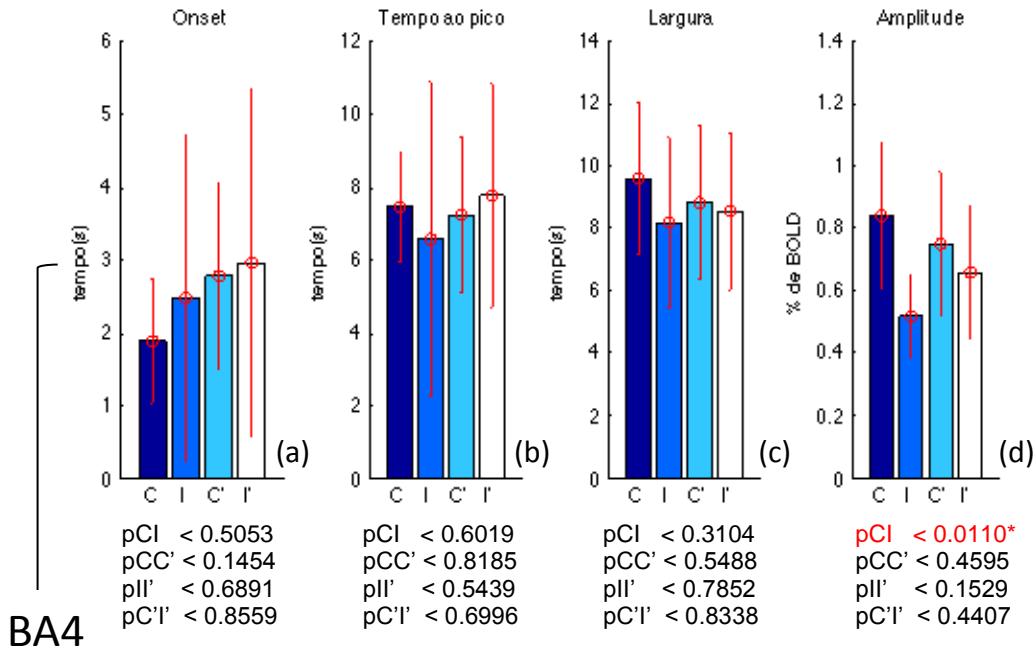 Onset
6
5
4
3
2
1
0
tempo(s)
C I C' I'
(a)
pCI < 0.5053
pCC’ < 0.1454
pII’ < 0.6891
pC’I’ < 0.8559
Tempo ao pico
12
10
8
6
4
2
0
tempo(s)
C I C' I'
(b)
pCI < 0.6019
pCC’ < 0.8185
pII’ < 0.5439
pC’I’ < 0.6996
Largura
14
12
10
8
6
4
2
0
tempo(s)
C I C' I'
(c)
pCI < 0.3104
pCC’ < 0.5488
pII’ < 0.7852
pC’I’ < 0.8338
Amplitude
1.4
1.2
1
0.8
0.6
0.4
0.2
0
% de BOLD
C I C' I'
(d)
pCI < 0.0110*
pCC’ < 0.4595
pII’ < 0.1529
pC’I’ < 0.4407
BA4